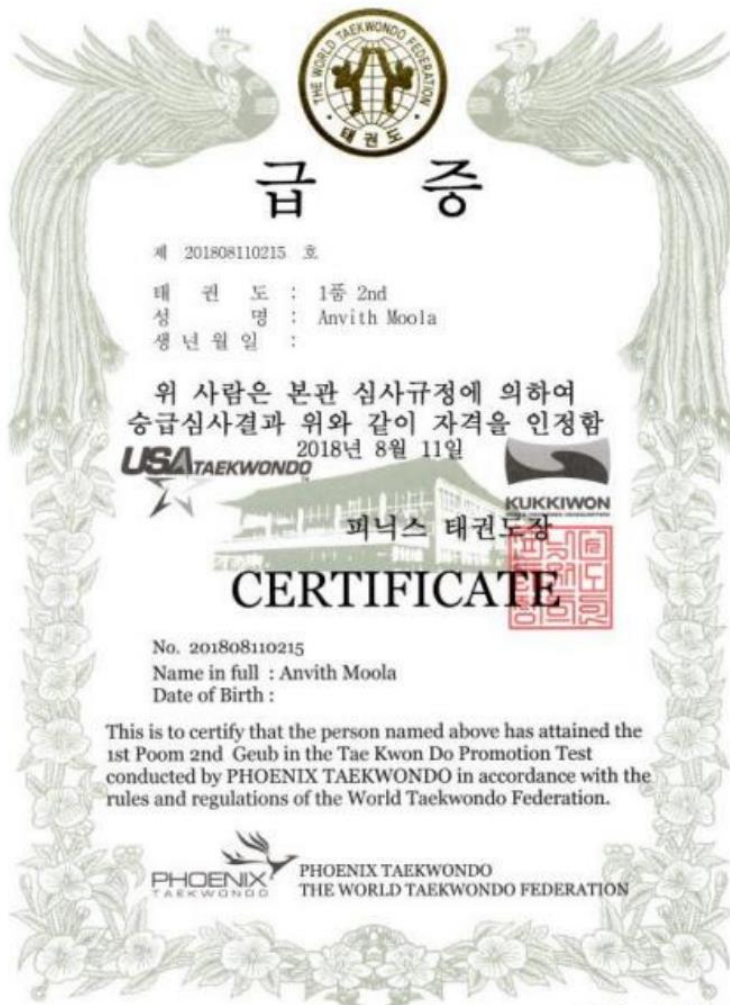 THE WORLD TAEKWONDO FEDERATION
태권도
급 증
제 201808110215 호
태 권 도 : 1품 2nd
성 명 : Anvith Moola
생 년 월 일 :
위 사람은 본관 심사규정에 의하여
승급심사결과 위와 같이 자격을 인정함
2018년 8월 11일
USA TAEKWONDO
KUKKIWON
피닉스 태권도장
CERTIFICATE
No. 201808110215
Name in full : Anvith Moola
Date of Birth :
This is to certify that the person named above has attained the
1st Poom 2nd Geub in the Tae Kwon Do Promotion Test
conducted by PHOENIX TAEKWONDO in accordance with the
rules and regulations of the World Taekwondo Federation.
PHOENIX
TAEKWONDO
PHOENIX TAEKWONDO
THE WORLD TAEKWONDO FEDERATION